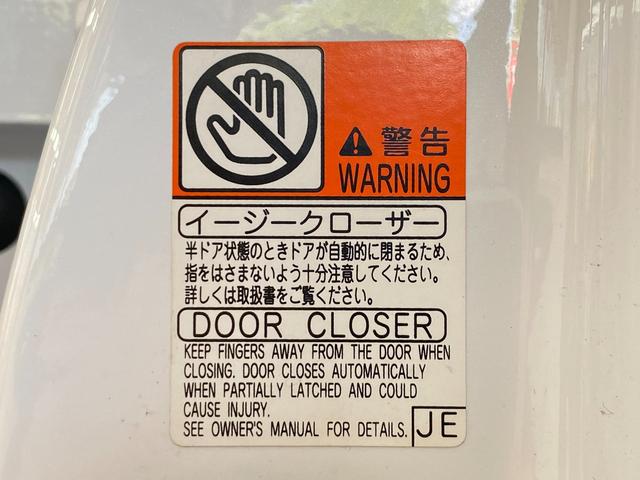 警告
WARNING
イージークローザー
半ドア状態のときドアが自動的に閉まるため、
指をはさまないよう十分注意してください。
詳しくは取扱書をご覧ください。
DOOR CLOSER
KEEP FINGERS AWAY FROM THE DOOR WHEN
CLOSING. DOOR CLOSES AUTOMATICALLY
WHEN PARTIALLY LATCHED AND COULD
CAUSE INJURY.
SEE OWNER'S MANUAL FOR DETAILS.
JE